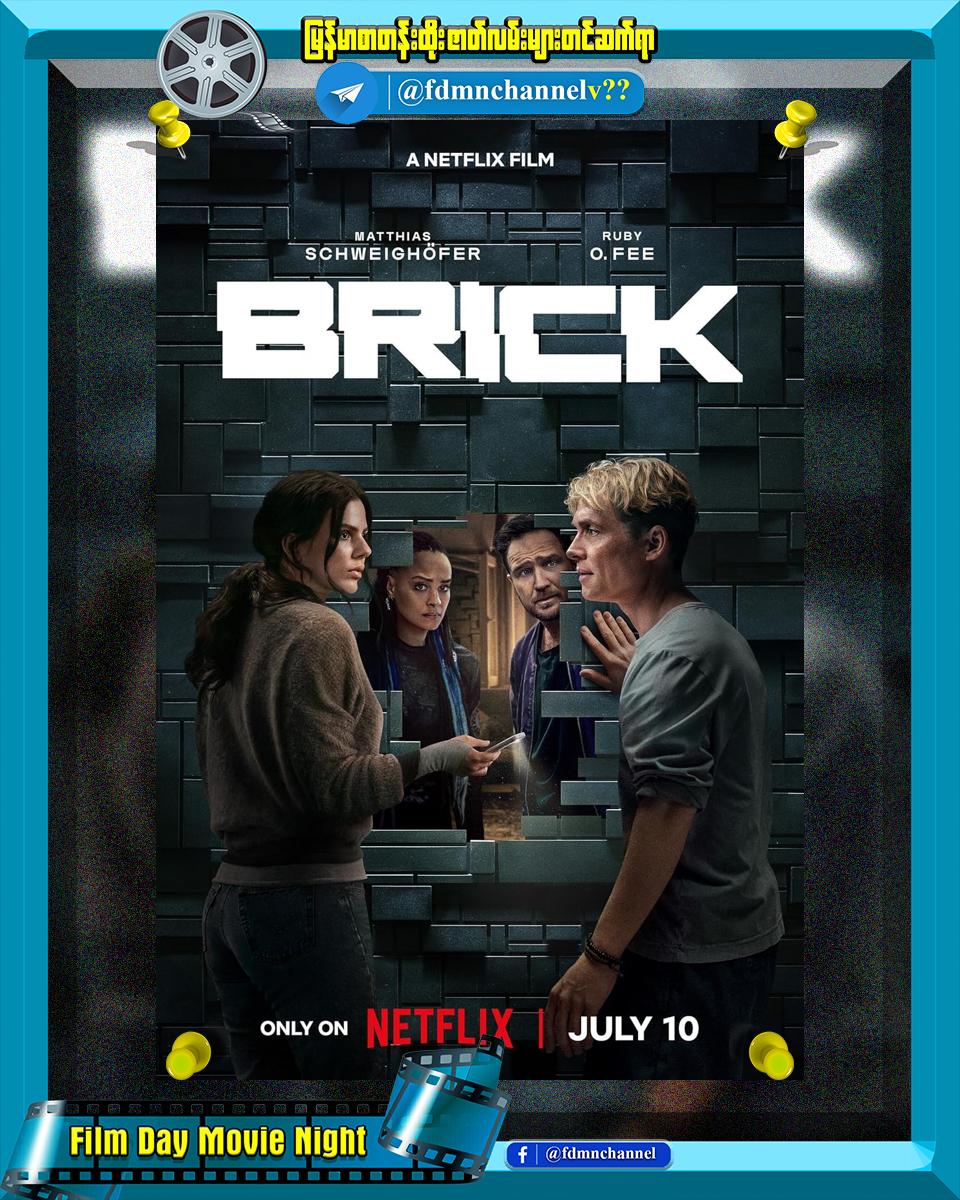 မြန်မာစာတန်းထိုးဇာတ်လမ်းများတင်ဆက်ရာ
@fdmnchannelv??
A NETFLIX FILM
MATTHIAS
SCHWEIGHÖFER
RUBY
O. FEE
BRICK
ONLY ON NETFLIX | JULY 10
Film Day Movie Night
f @fdmnchannel